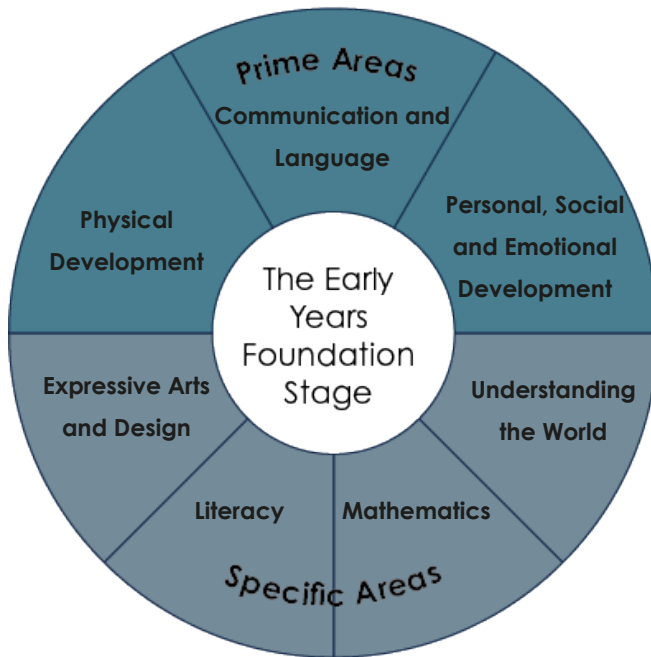 Prime Areas
Communication and
Language
Physical
Development
Personal, Social
and Emotional
Development
The Early
Years
Foundation
Stage
Expressive Arts
and Design
Understanding
the World
Literacy
Mathematics
Specific Areas